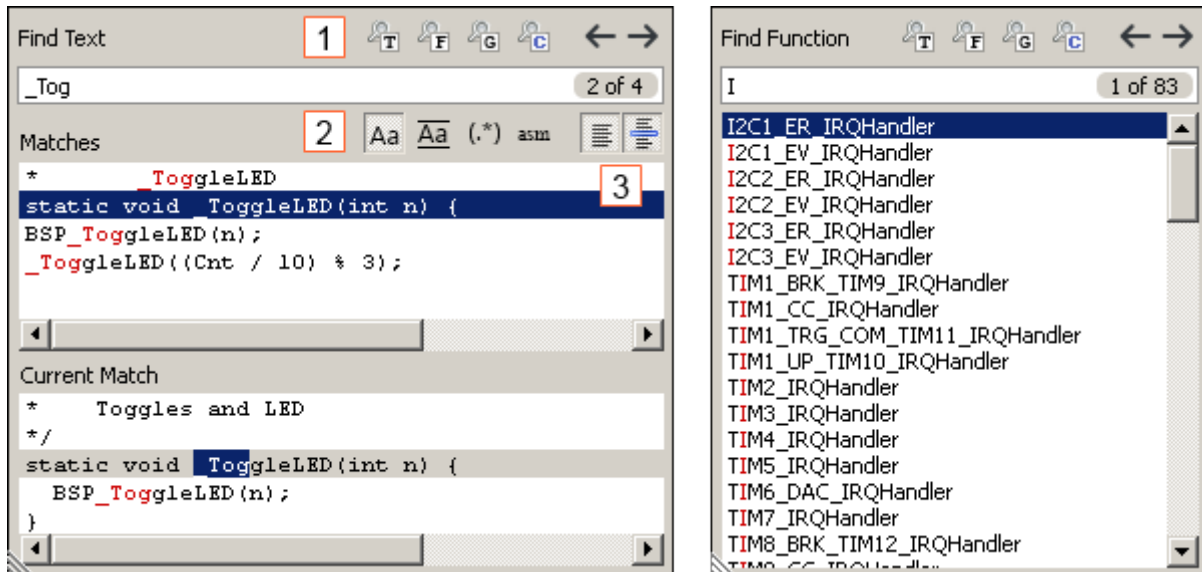 Find Text 1 T F G C
_Tog 2 of 4
Matches 2 Aa Aa (.*) asm
* _ToggleLED
3
static void _ToggleLED(int n) {
BSP_ToggleLED(n);
_ToggleLED((Cnt / 10) % 3);
Current Match
* Toggles and LED
*/
static void _ToggleLED(int n) {
BSP_ToggleLED(n);
}
Find Function T F G C
I 1 of 83
I2C1_ER_IRQHandler
I2C1_EV_IRQHandler
I2C2_ER_IRQHandler
I2C2_EV_IRQHandler
I2C3_ER_IRQHandler
I2C3_EV_IRQHandler
TIM1_BRK_TIM9_IRQHandler
TIM1_CC_IRQHandler
TIM1_TRG_COM_TIM11_IRQHandler
TIM1_UP_TIM10_IRQHandler
TIM2_IRQHandler
TIM3_IRQHandler
TIM4_IRQHandler
TIM5_IRQHandler
TIM6_DAC_IRQHandler
TIM7_IRQHandler
TIM8_BRK_TIM12_IRQHandler